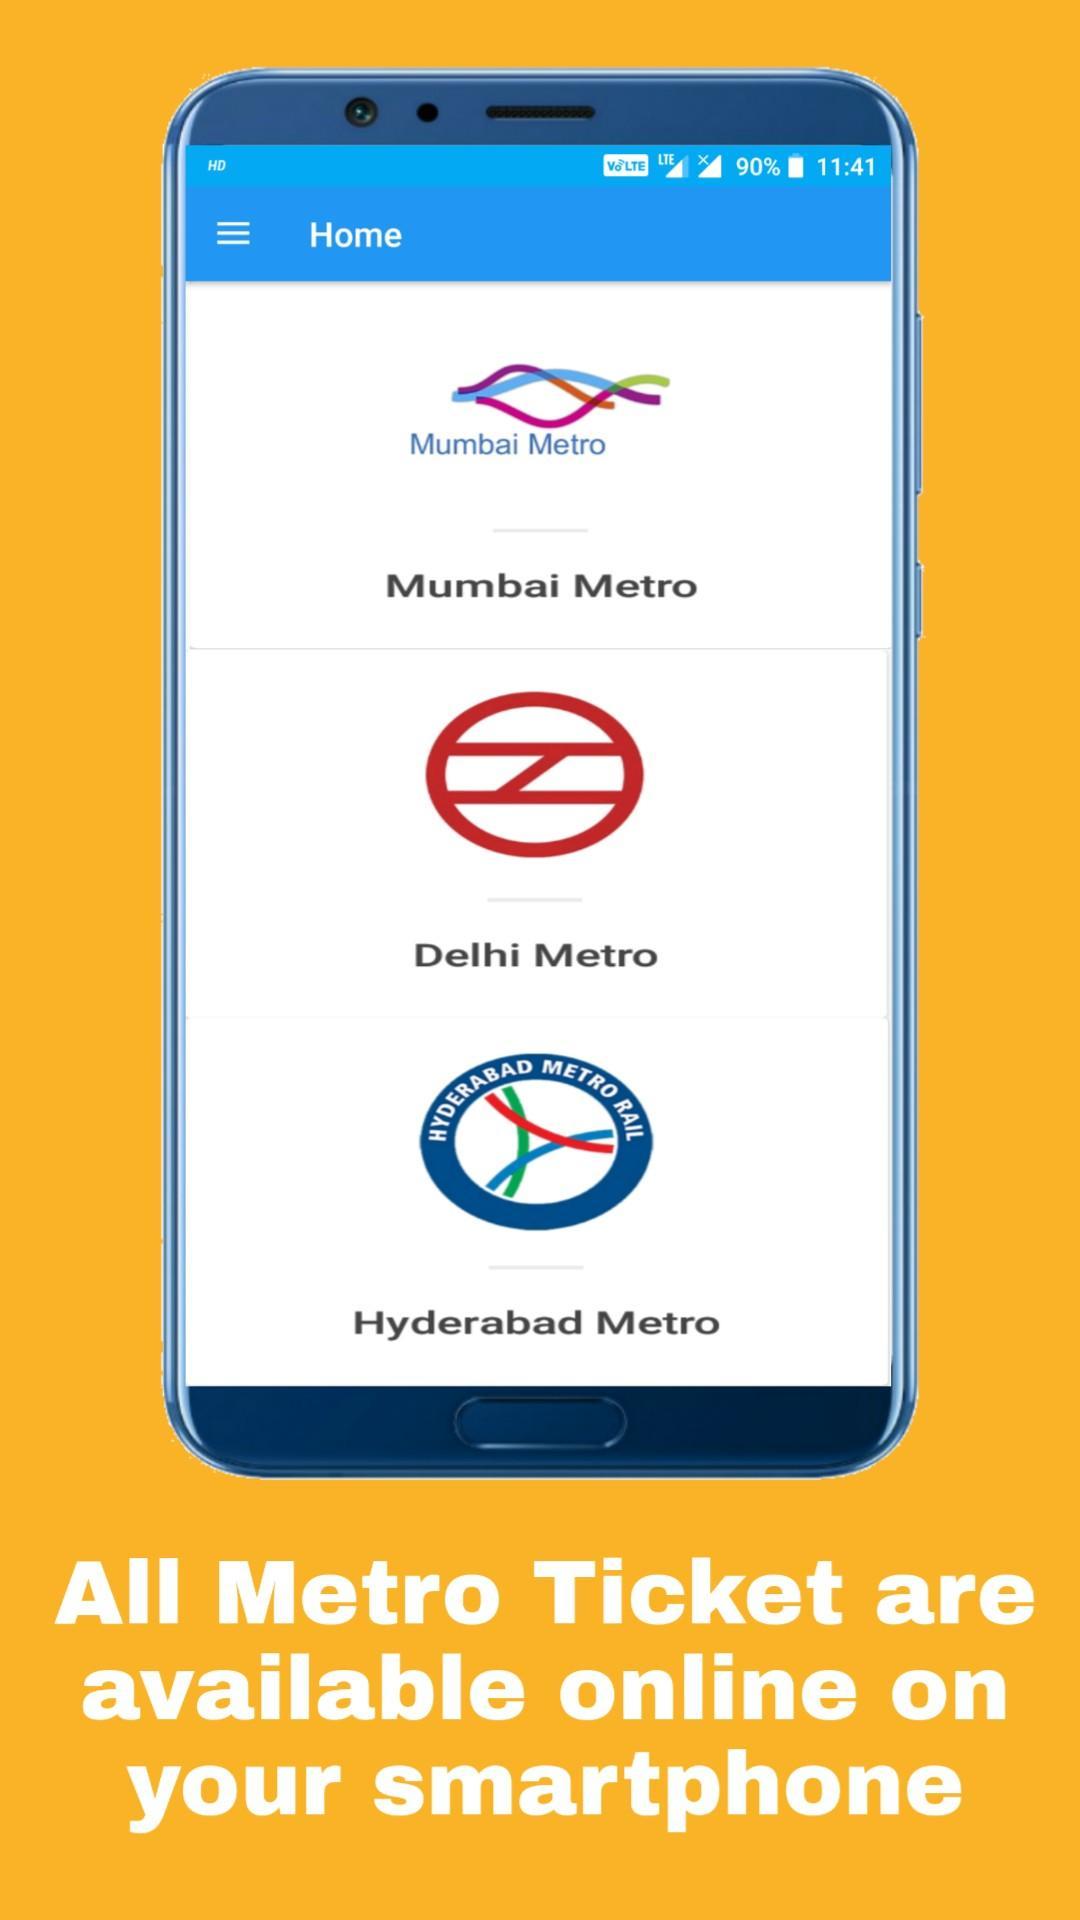 HD VoLTE LTE 90% 11:41
Home
Mumbai Metro
Mumbai Metro
Delhi Metro
HYDERABAD METRO RAIL
Hyderabad Metro
All Metro Ticket are
available online on
your smartphone